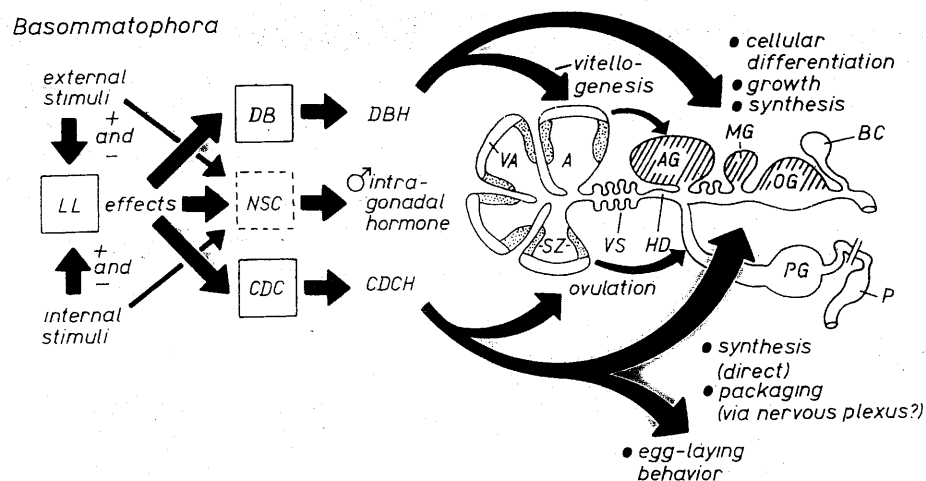 Basommatophora
external
stimuli
+
and
-
LL
effects
+
and
-
internal
stimuli
DB
DBH
NSC
♂ intra-
gonadal
hormone
CDC
CDCH
vitello-
genesis
• cellular
differentiation
• growth
• synthesis
VA
A
AG
MG
BC
OG
-SZ-
VS
HD
ovulation
PG
P
• synthesis
(direct)
• packaging
(via nervous plexus?)
• egg-laying
behavior